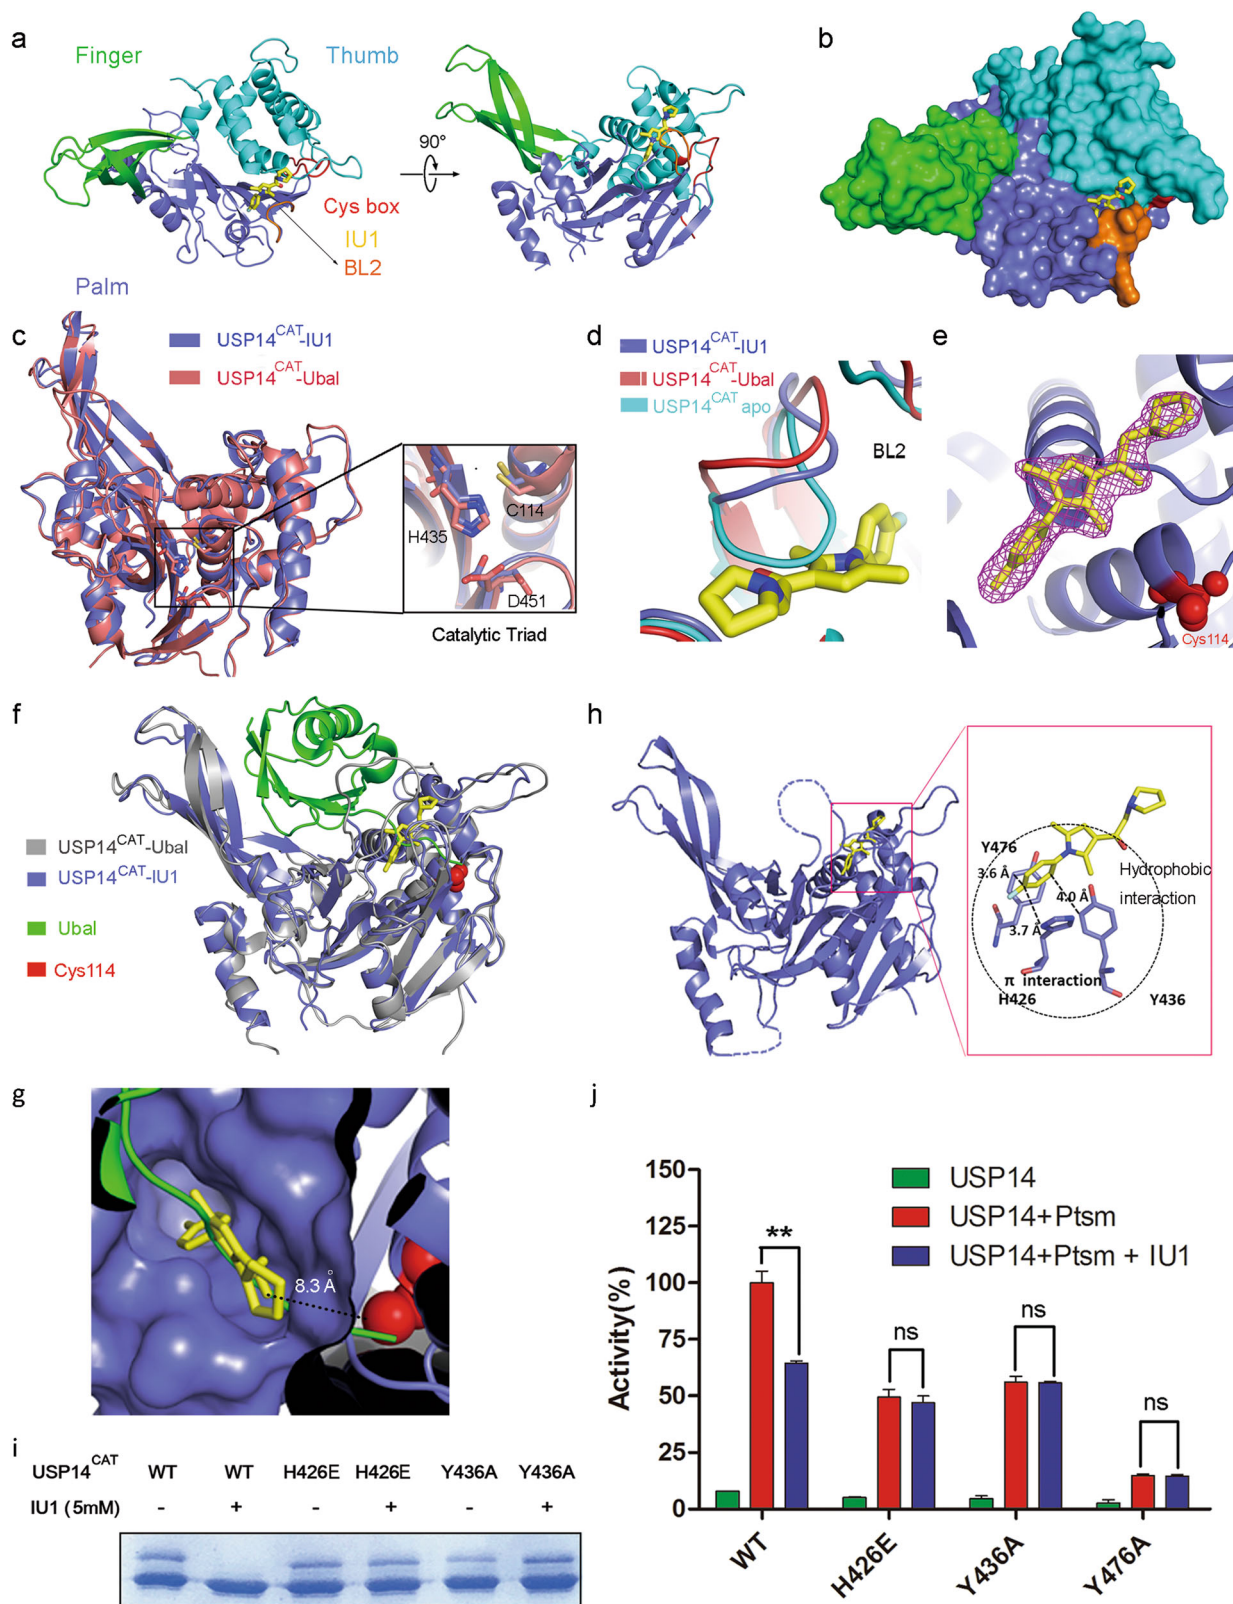 a
Finger
Thumb
90°
Cys box
IU1
BL2
Palm
b
c
USP14CAT-IU1
USP14CAT-Ubal
H435
C114
D451
Catalytic Triad
d
USP14CAT-IU1
USP14CAT-Ubal
USP14CAT apo
BL2
e
Cys114
f
USP14CAT-Ubal
USP14CAT-IU1
Ubal
Cys114
h
Y476
3.6 Å
Hydrophobic
interaction
4.0 Å
3.7 Å
π interaction
H426
Y436
g
8.3 Å
i
USP14CAT WT WT H426E H426E Y436A Y436A
IU1 (5mM) - + - + - +
j
Activity(%)
150
125
100
75
50
25
0
USP14
USP14+Ptsm
USP14+Ptsm + IU1
**
ns
ns
ns
WT
H426E
Y436A
Y476A